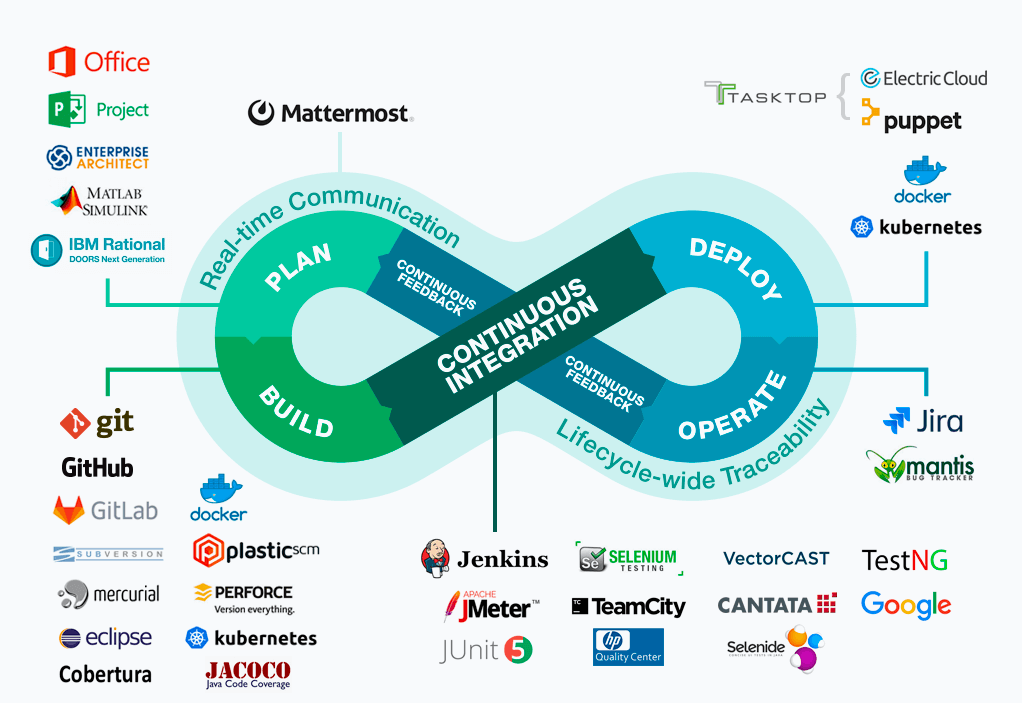 Office
Project
ENTERPRISE
ARCHITECT
MATLAB
SIMULINK
IBM Rational
DOORS Next Generation
Mattermost
TASKTOP
Electric Cloud
puppet
docker
kubernetes
Real-time Communication
PLAN
CONTINUOUS
FEEDBACK
CONTINUOUS
INTEGRATION
DEPLOY
BUILD
CONTINUOUS
FEEDBACK
OPERATE
Lifecycle-wide Traceability
git
GitHub
GitLab
SUBVERSION
mercurial
eclipse
Cobertura
docker
plasticscm
PERFORCE
Version everything.
kubernetes
JACOCO
Java Code Coverage
Jira
mantis
BUG TRACKER
Jenkins
Se
SELENIUM
TESTING
VectorCAST
TestNG
APACHE
JMeter™
TC
TeamCity
CANTATA
Google
JUnit 5
hp
Quality Center
Selenide